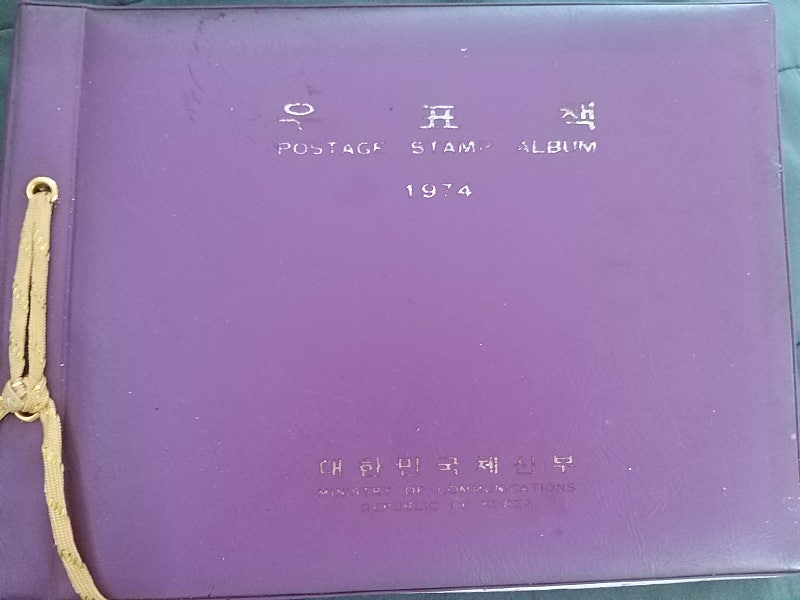 우 표 책
POSTAGE STAMP ALBUM
1974
대한민국체신부
MINISTRY OF COMMUNICATIONS
REPUBLIC OF KOREA